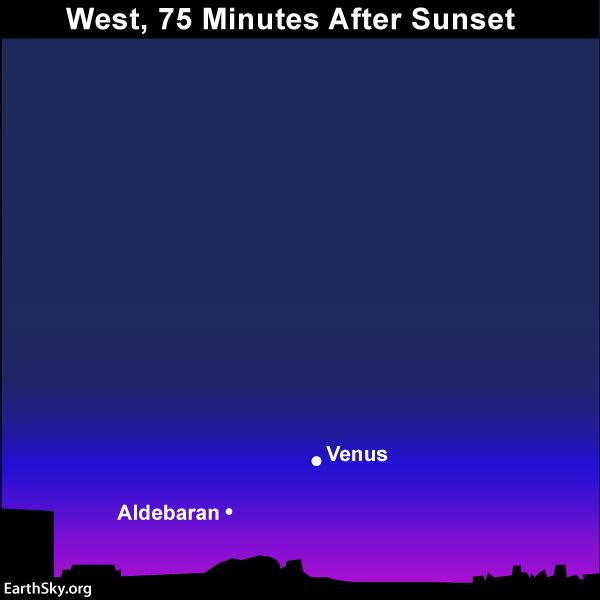 West, 75 Minutes After Sunset
Venus
Aldebaran
EarthSky.org